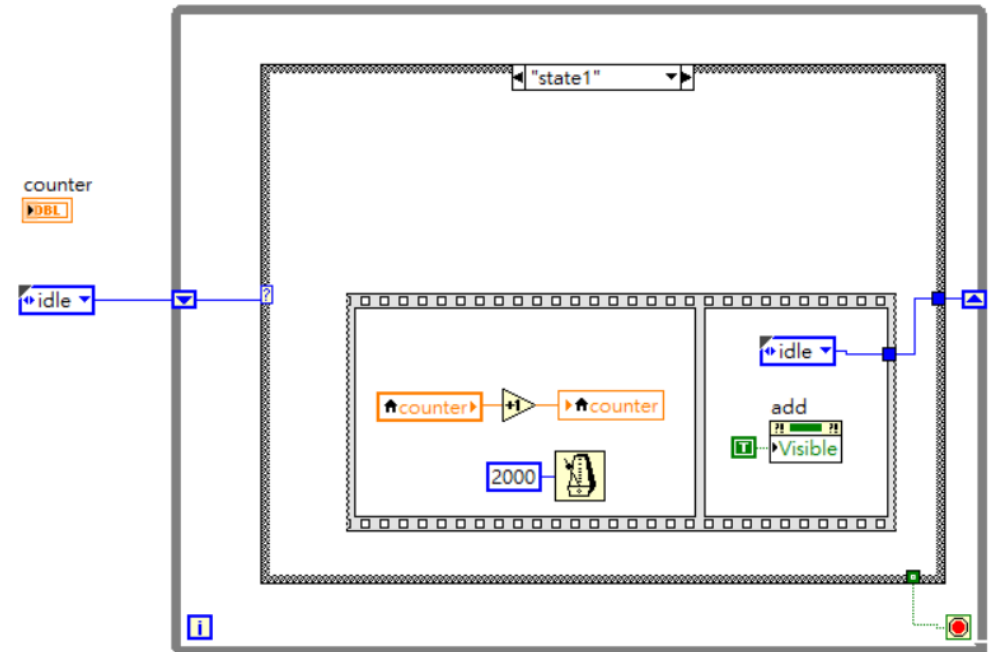 "state1"
counter
DBL
idle
?
idle
counter
+1
counter
add
?! ?!
T
Visible
2000
i